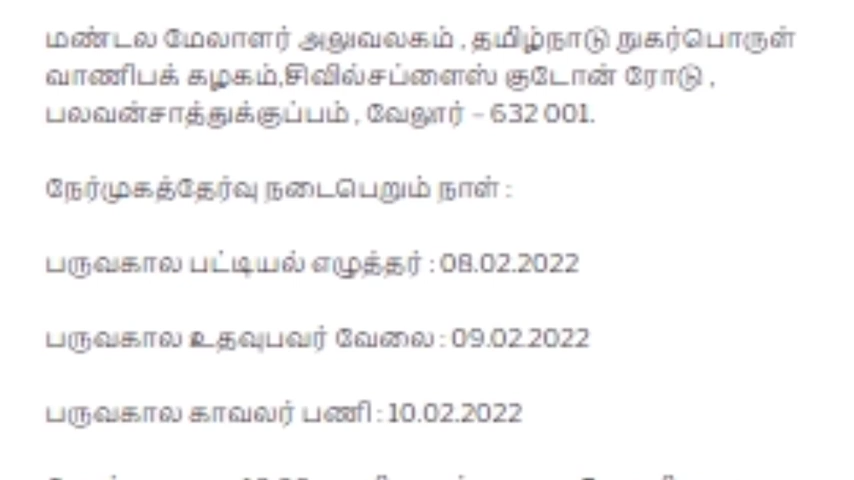 மண்டல மேலாளர் அலுவலகம் , தமிழ்நாடு நுகர்பொருள்
வாணிபக் கழகம்,சிவில்சப்ளைஸ் குடோன் ரோடு ,
பலவன்சாத்துக்குப்பம் , வேலூர் – 632 001.
நேர்முகத்தேர்வு நடைபெறும் நாள் :
பருவகால பட்டியல் எழுத்தர் : 08.02.2022
பருவகால உதவுபவர் வேலை : 09.02.2022
பருவகால காவலர் பணி : 10.02.2022